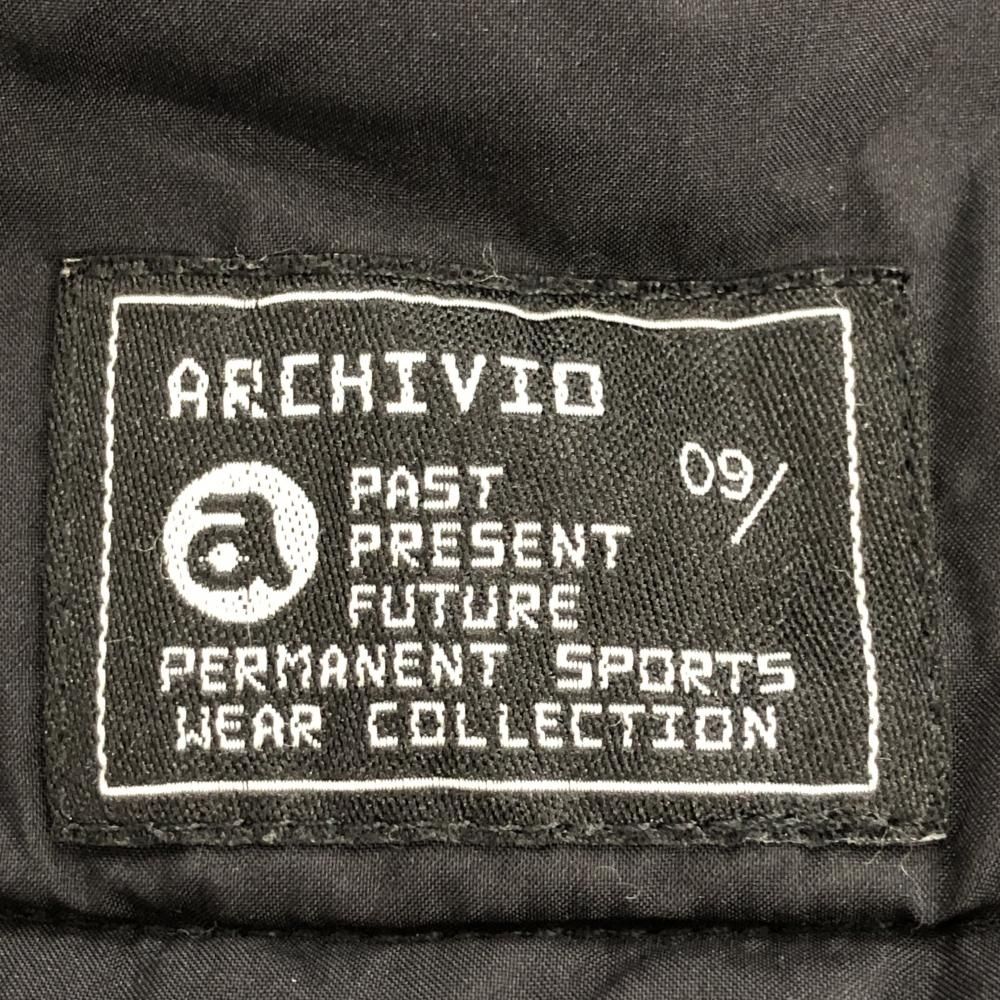 ARCHIVIO
09/
a
PAST
PRESENT
FUTURE
PERMANENT SPORTS
WEAR COLLECTION